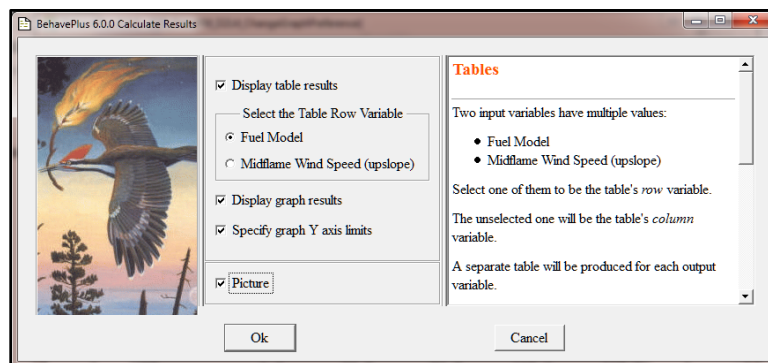 BehavePlus 6.0.0 Calculate Results
Display table results
Select the Table Row Variable
Fuel Model
Midflame Wind Speed (upslope)
Display graph results
Specify graph Y axis limits
Picture
Tables
Two input variables have multiple values:
Fuel Model
Midflame Wind Speed (upslope)
Select one of them to be the table's row variable.
The unselected one will be the table's column
variable.
A separate table will be produced for each output
variable.
Ok
Cancel